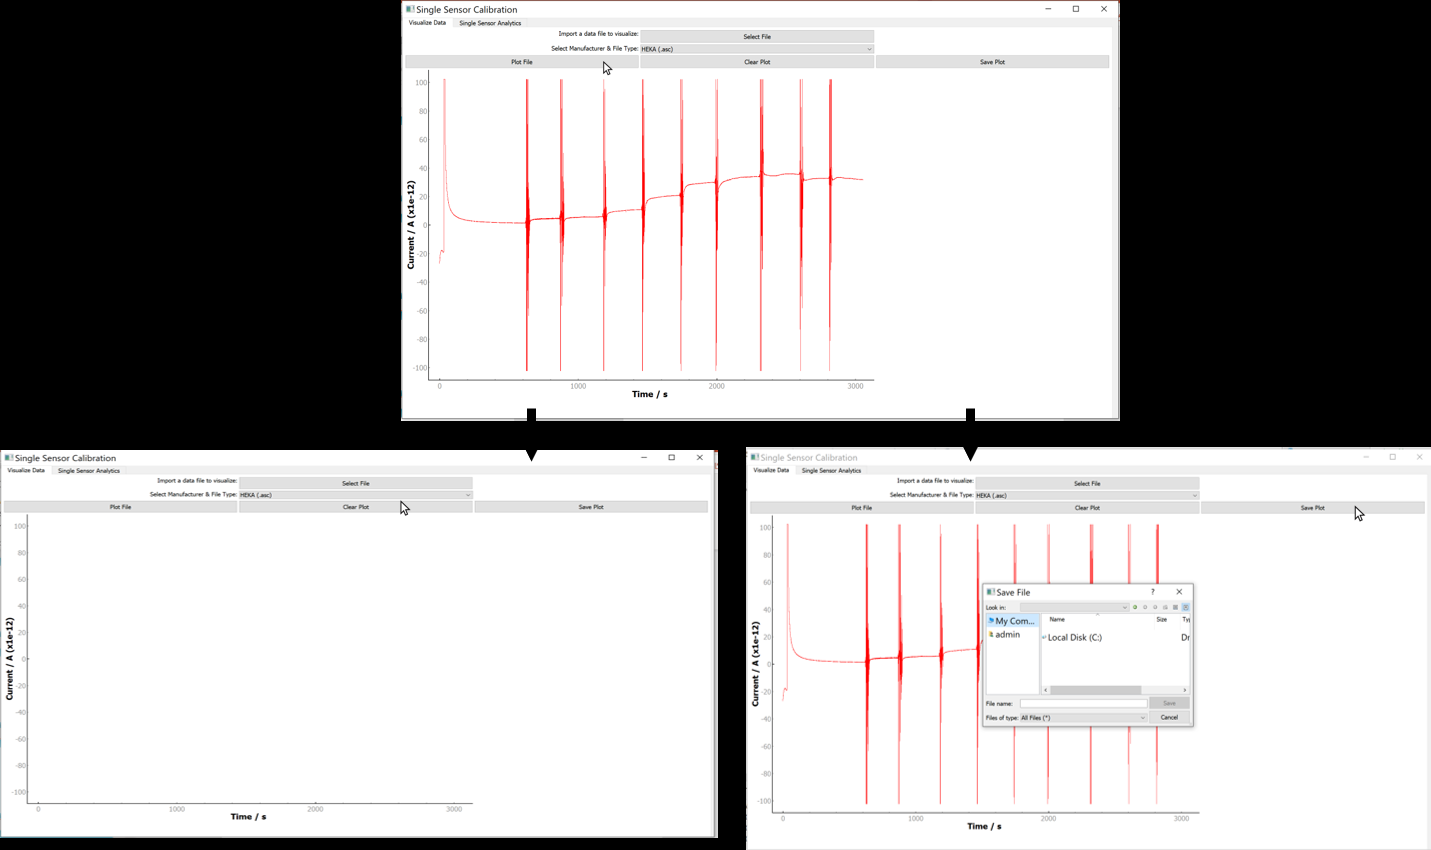 Single Sensor Calibration
Visualize Data Single Sensor Analytics
Import a data file to visualize: Select File
Select Manufacturer & File Type: HEKA (.asc)
Plot File Clear Plot Save Plot
100
80
60
40
20
0
-20
-40
-60
-80
-100
Current / A (x1e-12)
0 1000 2000 3000
Time / s
Single Sensor Calibration
Visualize Data Single Sensor Analytics
Import a data file to visualize: Select File
Select Manufacturer & File Type: HEKA (.asc)
Plot File Clear Plot Save Plot
100
80
60
40
20
0
-20
-40
-60
-80
-100
Current / A (x1e-12)
0 1000 2000 3000
Time / s
Single Sensor Calibration
Visualize Data Single Sensor Analytics
Import a data file to visualize: Select File
Select Manufacturer & File Type: HEKA (.asc)
Plot File Clear Plot Save Plot
100
80
60
40
20
0
-20
-40
-60
-80
-100
Current / A (x1e-12)
0 1000 2000 3000
Time / s
Save File ?
Look in:
My Com...
admin
Name Size Ty
Local Disk (C:) Dr
File name: Save
Files of type: All Files (*) Cancel